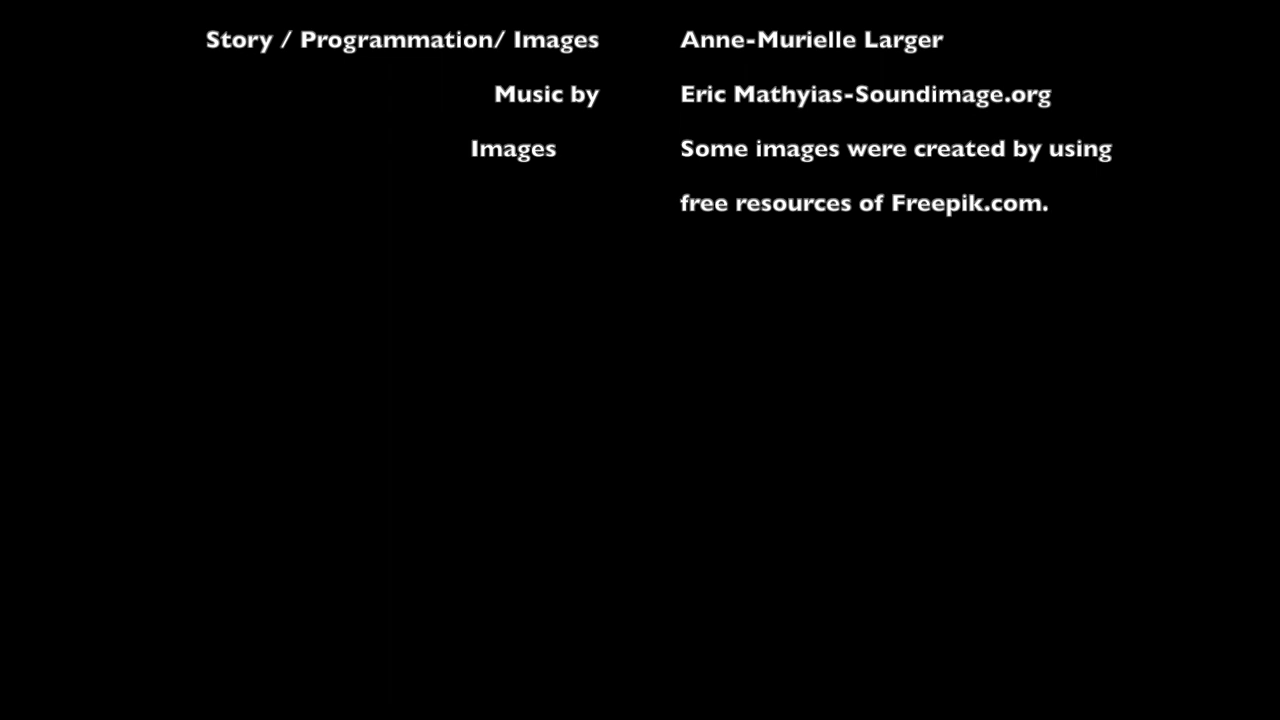 Story / Programmation/ Images Anne-Murielle Larger
Music by Eric Mathyias-Soundimage.org
Images Some images were created by using
free resources of Freepik.com.